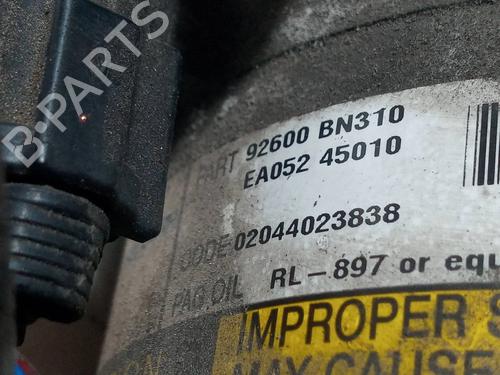 PART 92600 BN310
EA052 45010
CODE 02044023838
PAG OIL RL-897 or equ
IMPROPER S
MAY CAUSE
B-PARTS